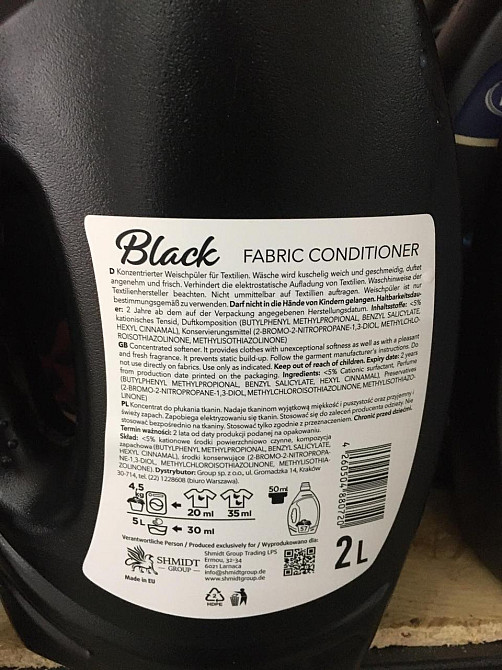 Black FABRIC CONDITIONER
D Konzentrierter Weischpüler für Textilien. Wäsche wird kuschelig weich und geschmeidig, duftet
angenehm und frisch. Verhindert die elektrostatische Aufladung von Textilien. Waschhinweise der
Textilienhersteller beachten. Nicht ummittelbar auf Textilien auftragen. Weichpüler ist nur
bestimmungsgemäß zu verwenden. Darf nicht in die Hände von Kindern gelangen. Haltbarkeitsdau-
er: 2 Jahre ab dem auf der Verpackung angegebenen Herstellungsdatum. Inhaltsstoffe: <5%
kationisches Tensid, Duftkomposition (BUTYLPHENYL METHYLPROPIONAL, BENZYL SALICYLATE,
HEXYL CINNAMAL), Konservierungsmittel (2-BROMO-2-NITROPROPANE-1,3-DIOL, METHYLCHLO-
ROISOTHIAZOLINONE, METHYLISOTHIAZOLINONE)
GB Concentrated softener. It provides clothes with unexceptional softness as well as with a pleasant
and fresh fragrance. It prevents static build-up. Follow the garment manufacturer's instructions. Do
not use directly on fabrics. Use only as indicated. Keep out of reach of children. Expiry date: 2 years
from production date printed on the packaging. Ingredients: <5% Cationic surfactant, Perfume
(BUTYLPHENYL METHYLPROPIONAL, BENZYL SALICYLATE, HEXYL CINNAMAL), Preservatives
(2-BROMO-2-NITROPROPANE-1,3-DIOL, METHYLCHLOROISOTHIAZOLINONE, METHYLISOTHIAZO-
LINONE)
PL Koncentrat do płukania tkanin. Nadaje tkaninom wyjątkową miękkość i puszystość oraz przyjemny i
świeży zapach. Zapobiega elektryzowaniu się tkanin. Stosować się do zaleceń producenta odzieży. Nie
stosować bezpośrednio na tkaniny. Stosować tylko zgodnie z przeznaczeniem. Chronić przed dziećmi.
Termin ważności: 2 lata od daty produkcji podanej na opakowaniu.
Skład: <5% kationowe środki powierzchniowo czynne, kompozycja
zapachowa (BUTYLPHENYL METHYLPROPIONAL, BENZYL SALICYLATE,
HEXYL CINNAMAL), środki konserwujące (2-BROMO-2-NITROPROPA-
NE-1,3-DIOL, METHYLCHLOROISOTHIAZOLINONE, METHYLISOTHIA-
ZOLINONE). Dystrybutor: Group sp. z o.o., ul. Gromadzka 14, Kraków
30-714, tel. (22) 1228608 (biuro Warszawa).
4,5 kg
20 ml 35 ml
50 ml
57
5 L 30 ml
4 260504 880720
2L
Verantwortliche Person / Produced exclusively for / Wyprodukowano dla:
SHMIDT
GROUP
Shmidt Group Trading LPS
Ermou, 32-34
6021 Larnaca
info@shmidtgroup.de
www.shmidtgroup.de
Made in EU
2
HDPE